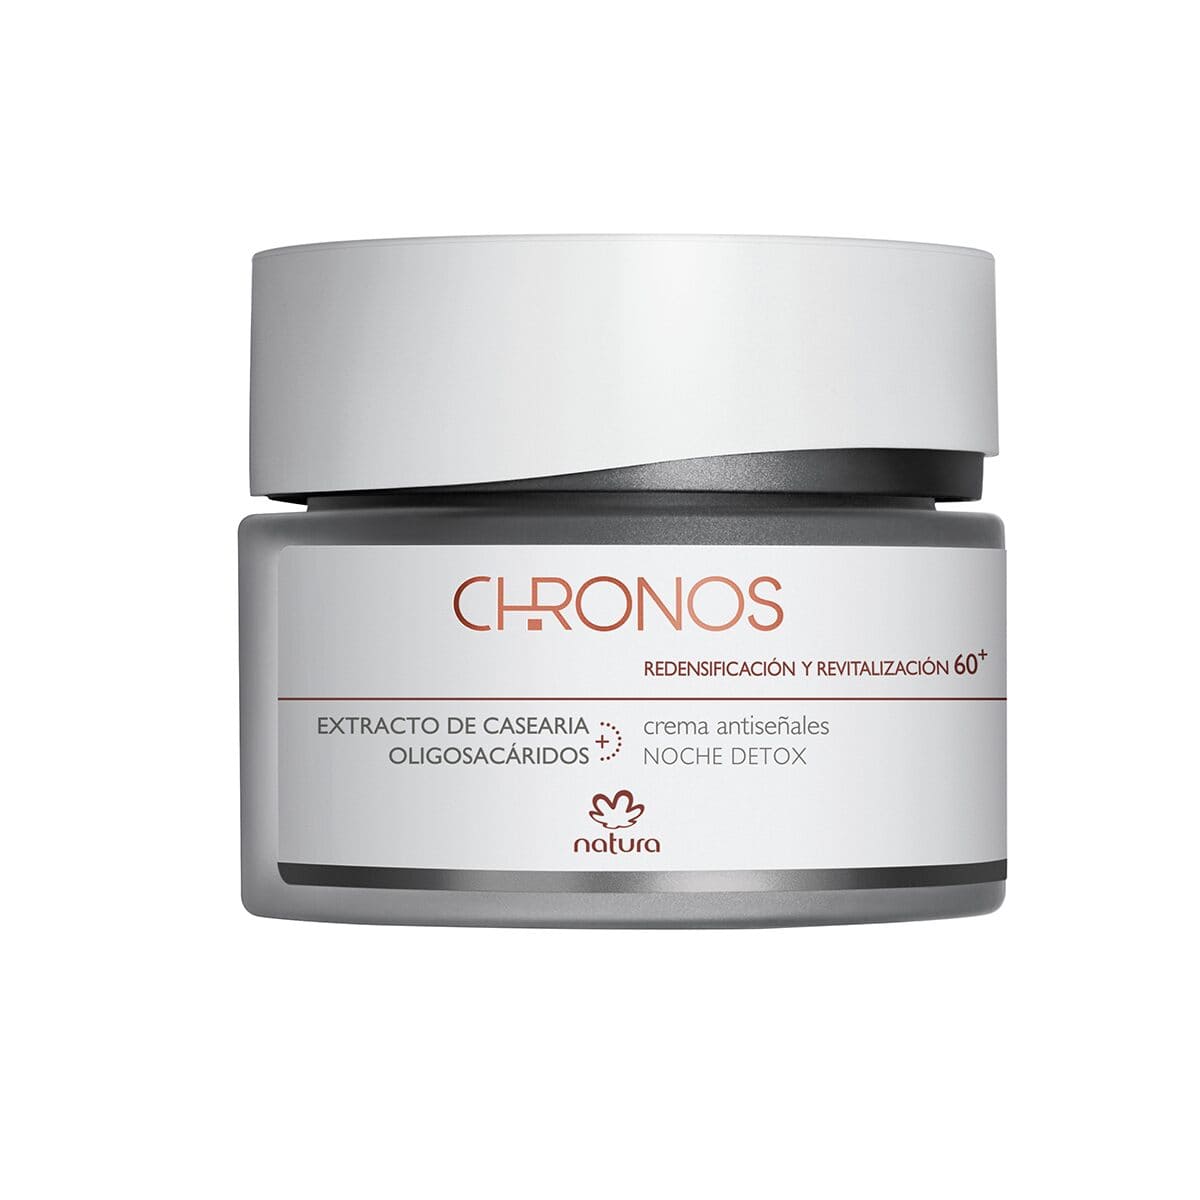 CHRONOS
REDENSIFICACIÓN Y REVITALIZACIÓN 60+
EXTRACTO DE CASEARIA
OLIGOSACÁRIDOS
+
crema antiseñales
NOCHE DETOX
natura